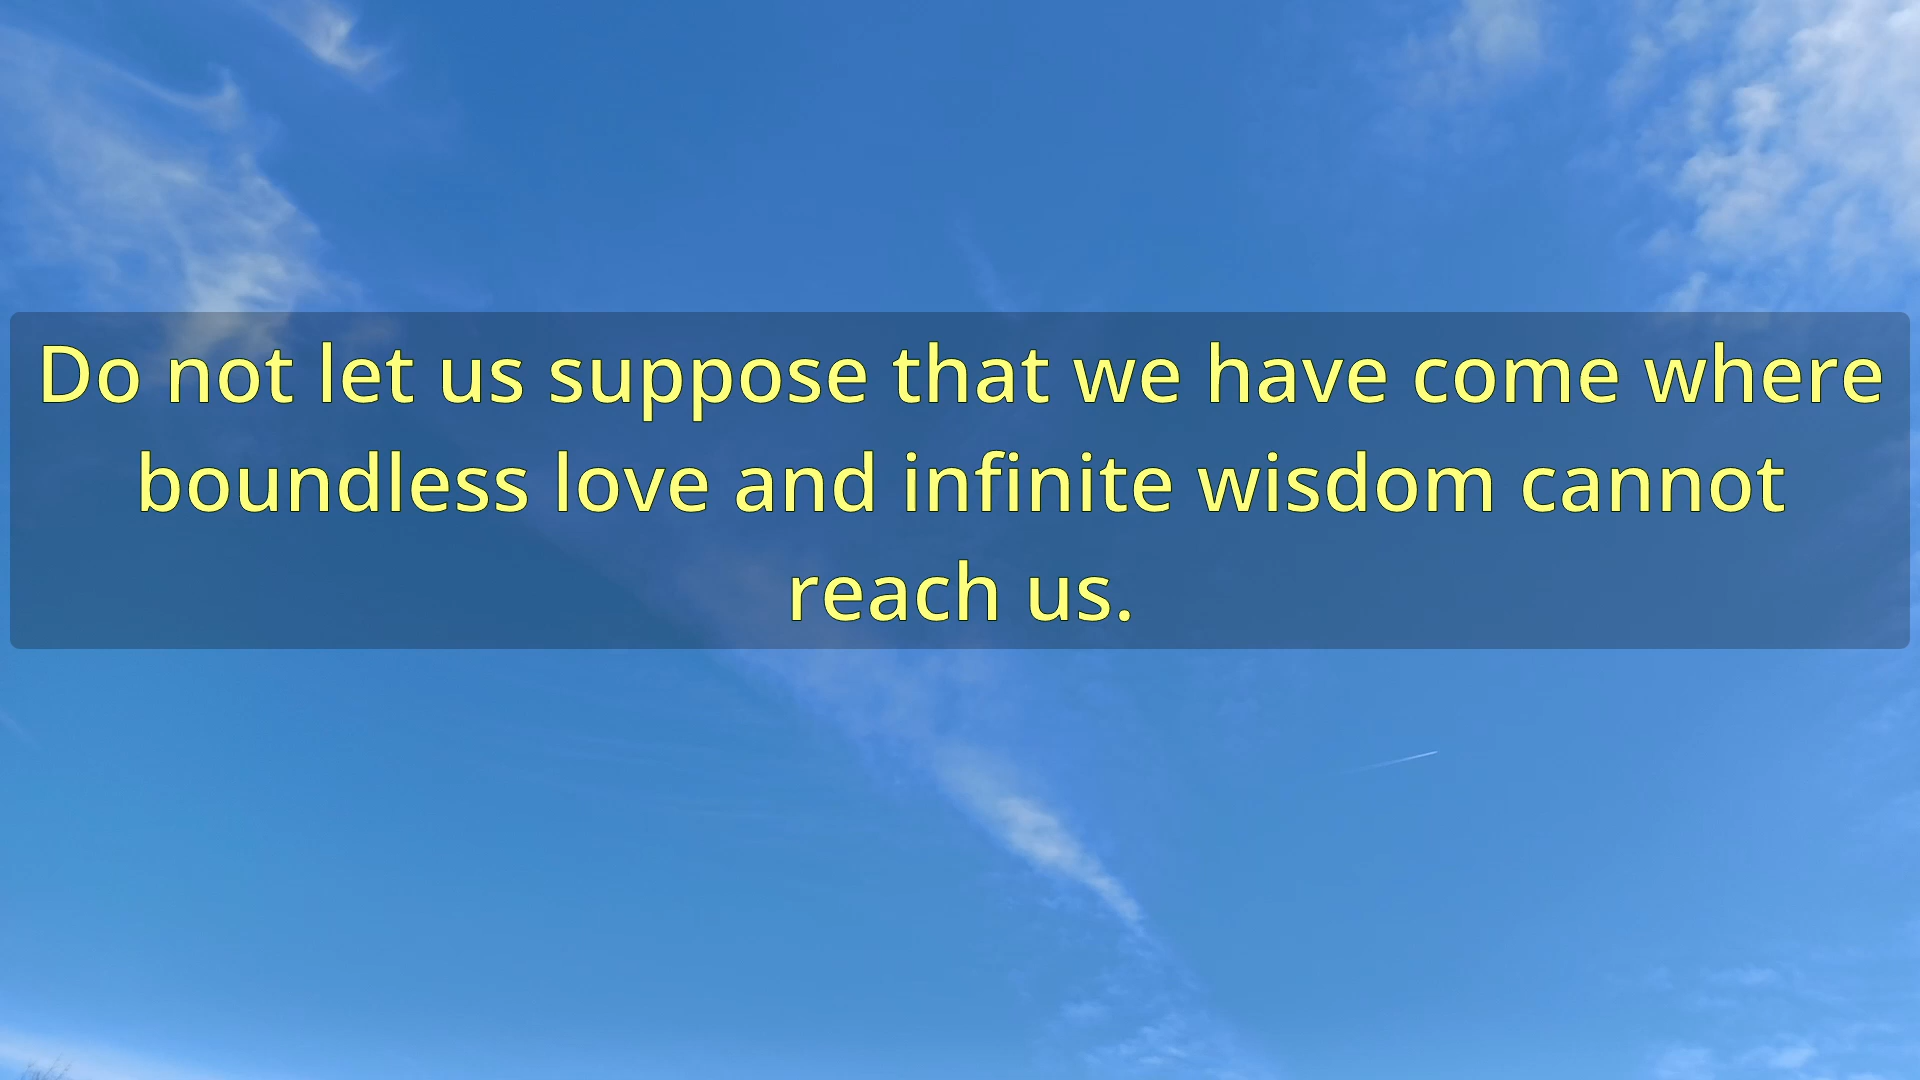 Do not let us suppose that we have come where
boundless love and infinite wisdom cannot
reach us.